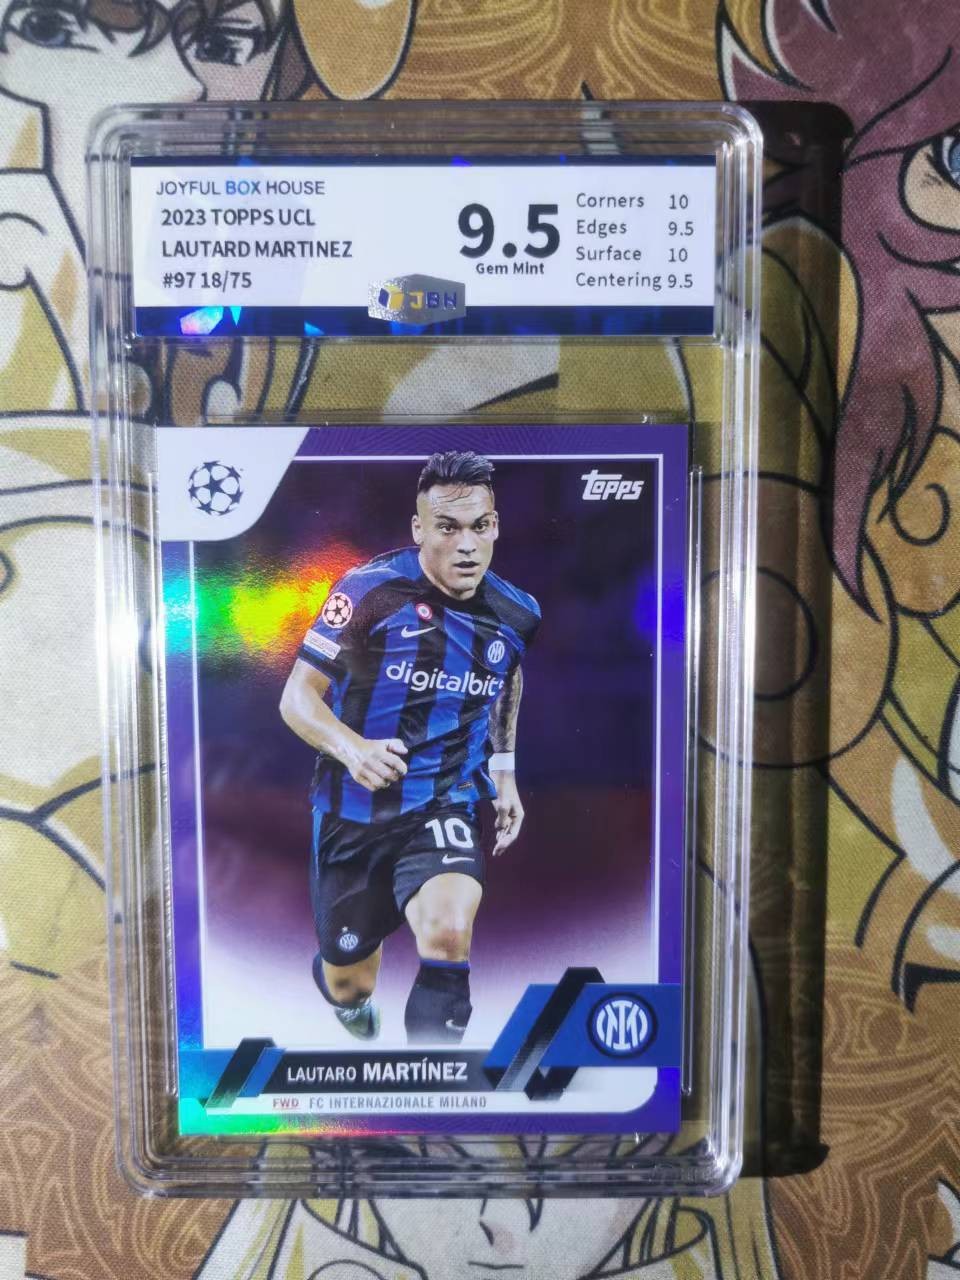 JOYFUL BOX HOUSE
2023 TOPPS UCL
LAUTARD MARTINEZ
#97 18/75
9.5
Gem Mint
Corners 10
Edges 9.5
Surface 10
Centering 9.5
JBH
topps
digitalbits
10
LAUTARO MARTÍNEZ
FWD FC INTERNAZIONALE MILANO